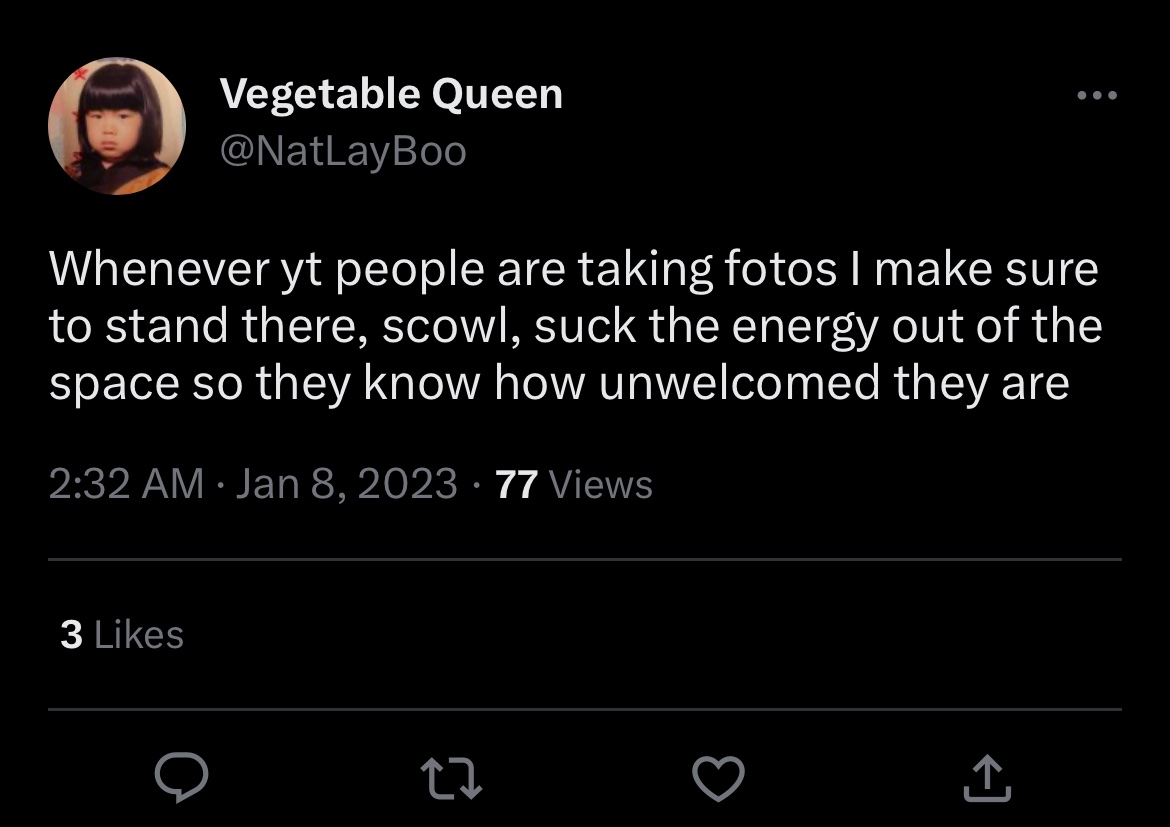 Vegetable Queen
@NatLayBoo
Whenever yt people are taking fotos I make sure
to stand there, scowl, suck the energy out of the
space so they know how unwelcomed they are
2:32 AM · Jan 8, 2023 · 77 Views
3 Likes